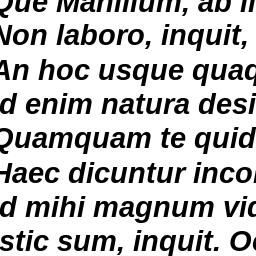 Que Manilium, ab i
Non laboro, inquit,
An hoc usque quaq
d enim natura desi
Quamquam te quid
Haec dicuntur inco
d mihi magnum vid
stic sum, inquit. O